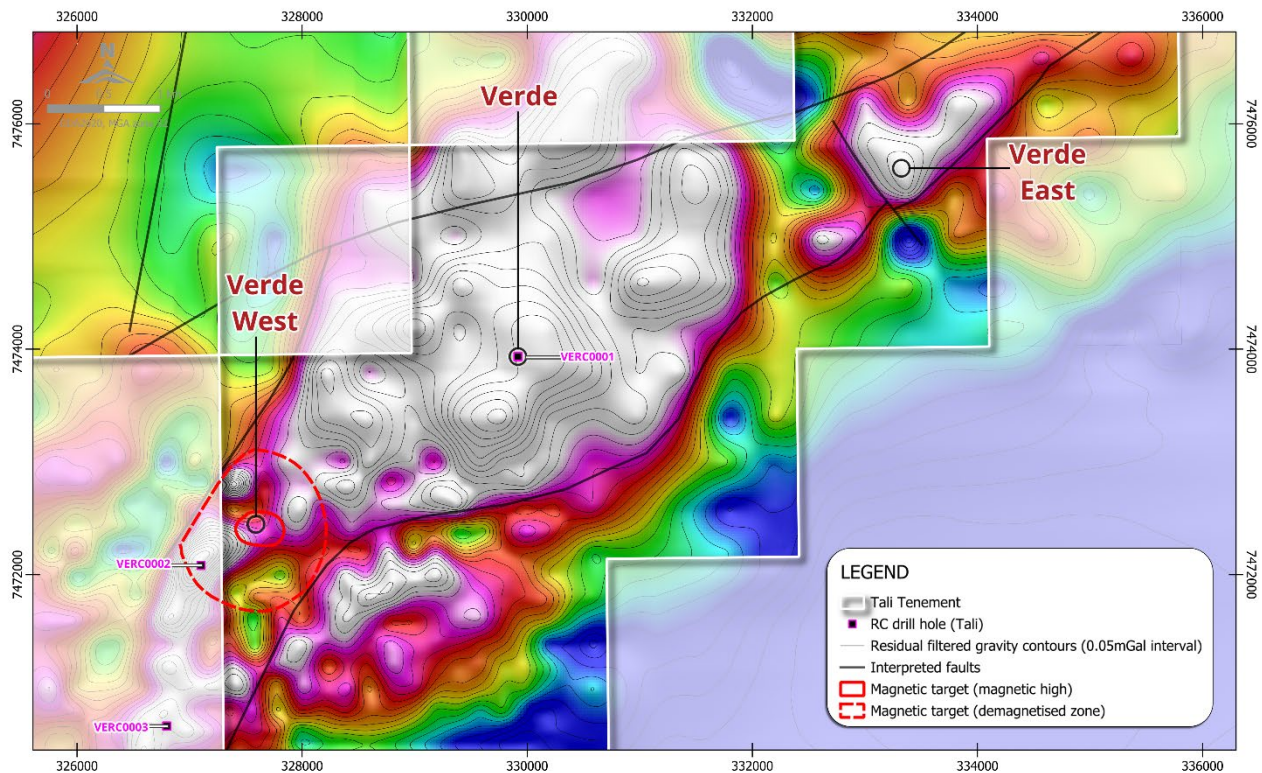 326000 328000 330000 332000 334000 336000
N
Verde
Verde
East
Verde
West
VERC0001
VERC0002
VERC0003
7476000
7474000
7472000
7476000
7474000
7472000
LEGEND
Tali Tenement
RC drill hole (Tali)
Residual filtered gravity contours (0.05mGal interval)
Interpreted faults
Magnetic target (magnetic high)
Magnetic target (demagnetised zone)
326000 328000 330000 332000 334000 336000